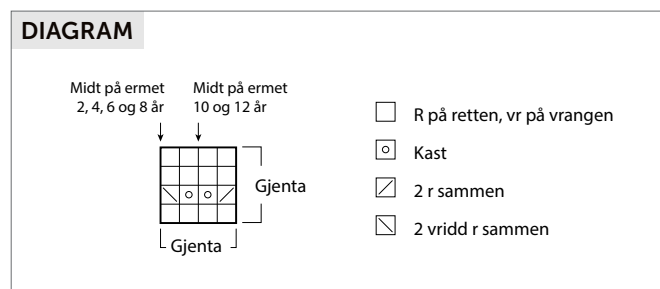 DIAGRAM
Midt på ermet
2, 4, 6 og 8 år
Midt på ermet
10 og 12 år
Gjenta
Gjenta
R på retten, vr på vrangen
Kast
2 r sammen
2 vridd r sammen